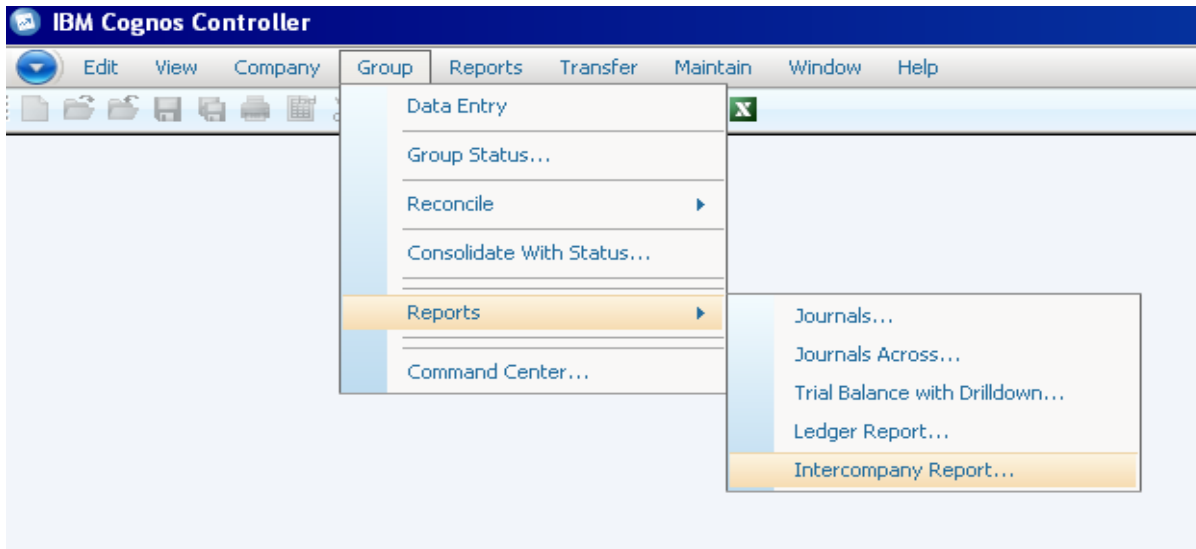 IBM Cognos Controller
Edit View Company Group Reports Transfer Maintain Window Help
Data Entry
Group Status...
Reconcile
Consolidate With Status...
Reports
Journals...
Journals Across...
Trial Balance with Drilldown...
Ledger Report...
Intercompany Report...
Command Center...